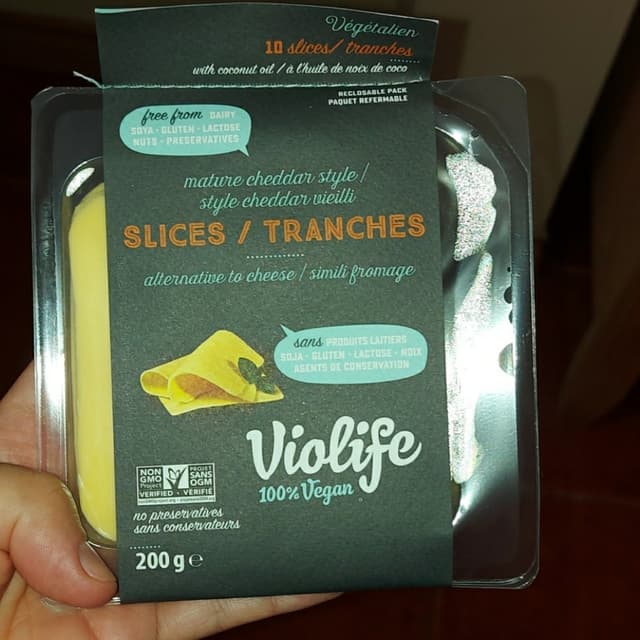 Végétalien
10 slices/ tranches
with coconut oil / à l'huile de noix de coco
RECLOSABLE PACK
PAQUET REFERMABLE
free from DAIRY
SOYA - GLUTEN - LACTOSE
NUTS - PRESERVATIVES
mature cheddar style /
style cheddar vieilli
SLICES / TRANCHES
alternative to cheese / simili fromage
sans PRODUITS LAITIERS
SOJA - GLUTEN - LACTOSE - NOIX
AGENTS DE CONSERVATION
Violife
100% Vegan
NON
GMO
Project
VERIFIED
PROJET
SANS
OGM
VÉRIFIÉ
no preservatives
sans conservateurs
200 g e